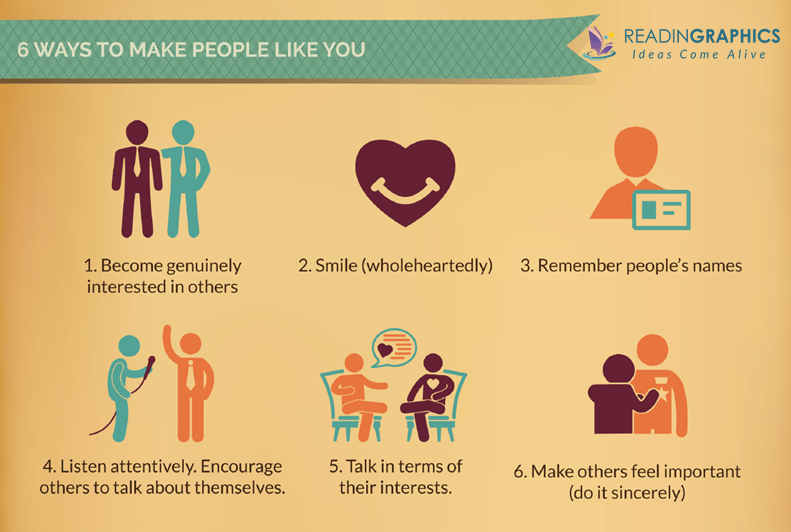 6 WAYS TO MAKE PEOPLE LIKE YOU
READINGRAPHICS
Ideas Come Alive
1. Become genuinely
interested in others
2. Smile (wholeheartedly)
3. Remember people's names
4. Listen attentively. Encourage
others to talk about themselves.
5. Talk in terms of
their interests.
6. Make others feel important
(do it sincerely)